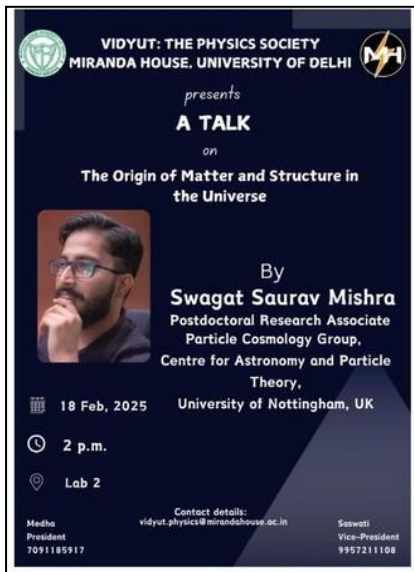 VIDYUT: THE PHYSICS SOCIETY
MIRANDA HOUSE, UNIVERSITY OF DELHI
MH
presents
A TALK
on
The Origin of Matter and Structure in
the Universe
By
Swagat Saurav Mishra
Postdoctoral Research Associate
Particle Cosmology Group,
Centre for Astronomy and Particle
Theory,
University of Nottingham, UK
18 Feb, 2025
2 p.m.
Lab 2
Contact details:
vidyut.physics@mirandahouse.ac.in
Medha
President
7091185917
Saswati
Vice-President
9957211108